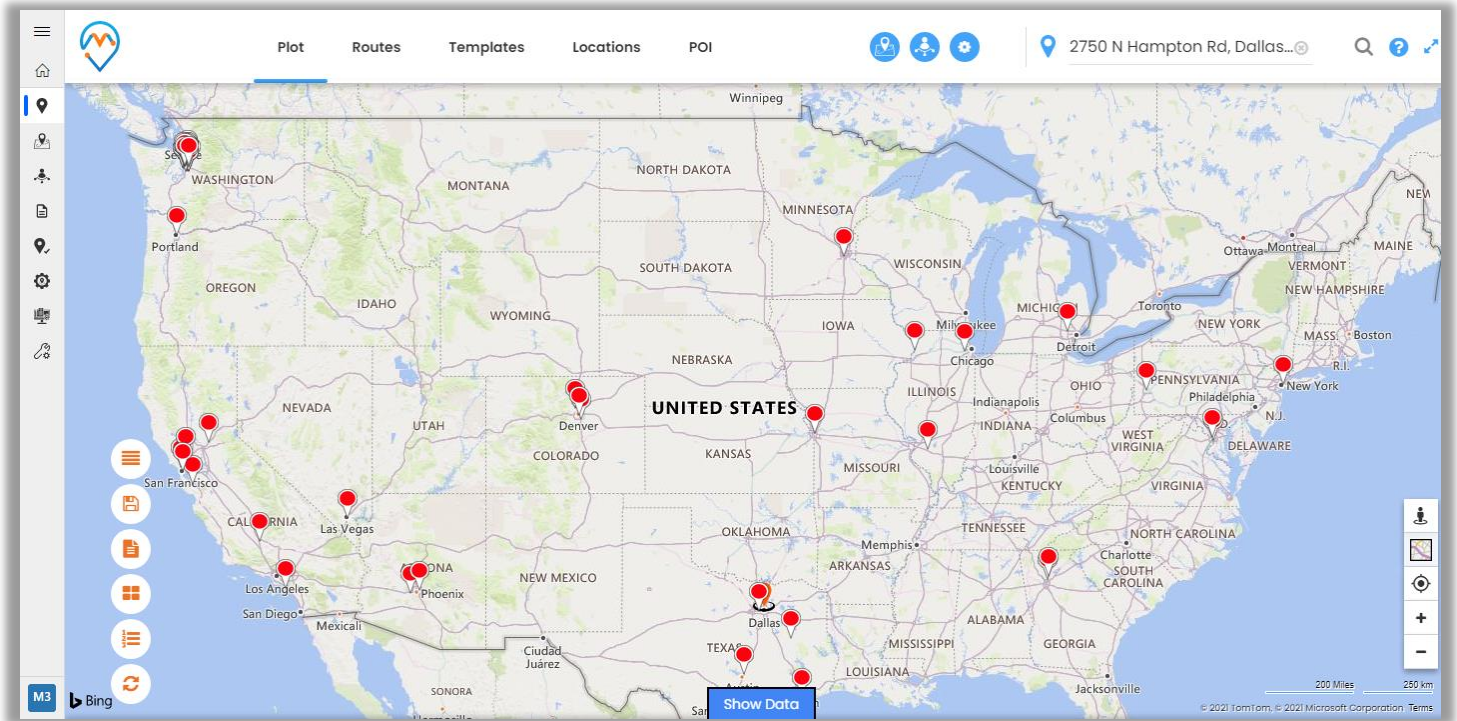 Plot Routes Templates Locations POI
2750 N Hampton Rd, Dallas...
Winnipeg
WASHINGTON
MONTANA
NORTH DAKOTA
MINNESOTA
Portland
OREGON
IDAHO
WYOMING
SOUTH DAKOTA
WISCONSIN
Ottawa
Montreal
MAINE
VERMONT
NEW HAMPSHIRE
Toronto
NEW YORK
MASS.
Boston
R.I.
IOWA
Detroit
Chicago
NEBRASKA
UNITED STATES
ILLINOIS
Indianapolis
INDIANA
OHIO
Columbus
PENNSYLVANIA
New York
Philadelphia
N.J.
NEVADA
UTAH
Denver
COLORADO
KANSAS
MISSOURI
WEST
VIRGINIA
DELAWARE
Louisville
KENTUCKY
VIRGINIA
San Francisco
Las Vegas
OKLAHOMA
Memphis
TENNESSEE
NORTH CAROLINA
Charlotte
SOUTH
CAROLINA
ARKANSAS
NEW MEXICO
Los Angeles
Phoenix
San Diego
Mexicali
Dallas
Ciudad
Juárez
MISSISSIPPI
ALABAMA
GEORGIA
LOUISIANA
Jacksonville
SONORA
M3
Bing
Show Data
200 Miles
250 km
© 2021 TomTom, © 2021 Microsoft Corporation Terms